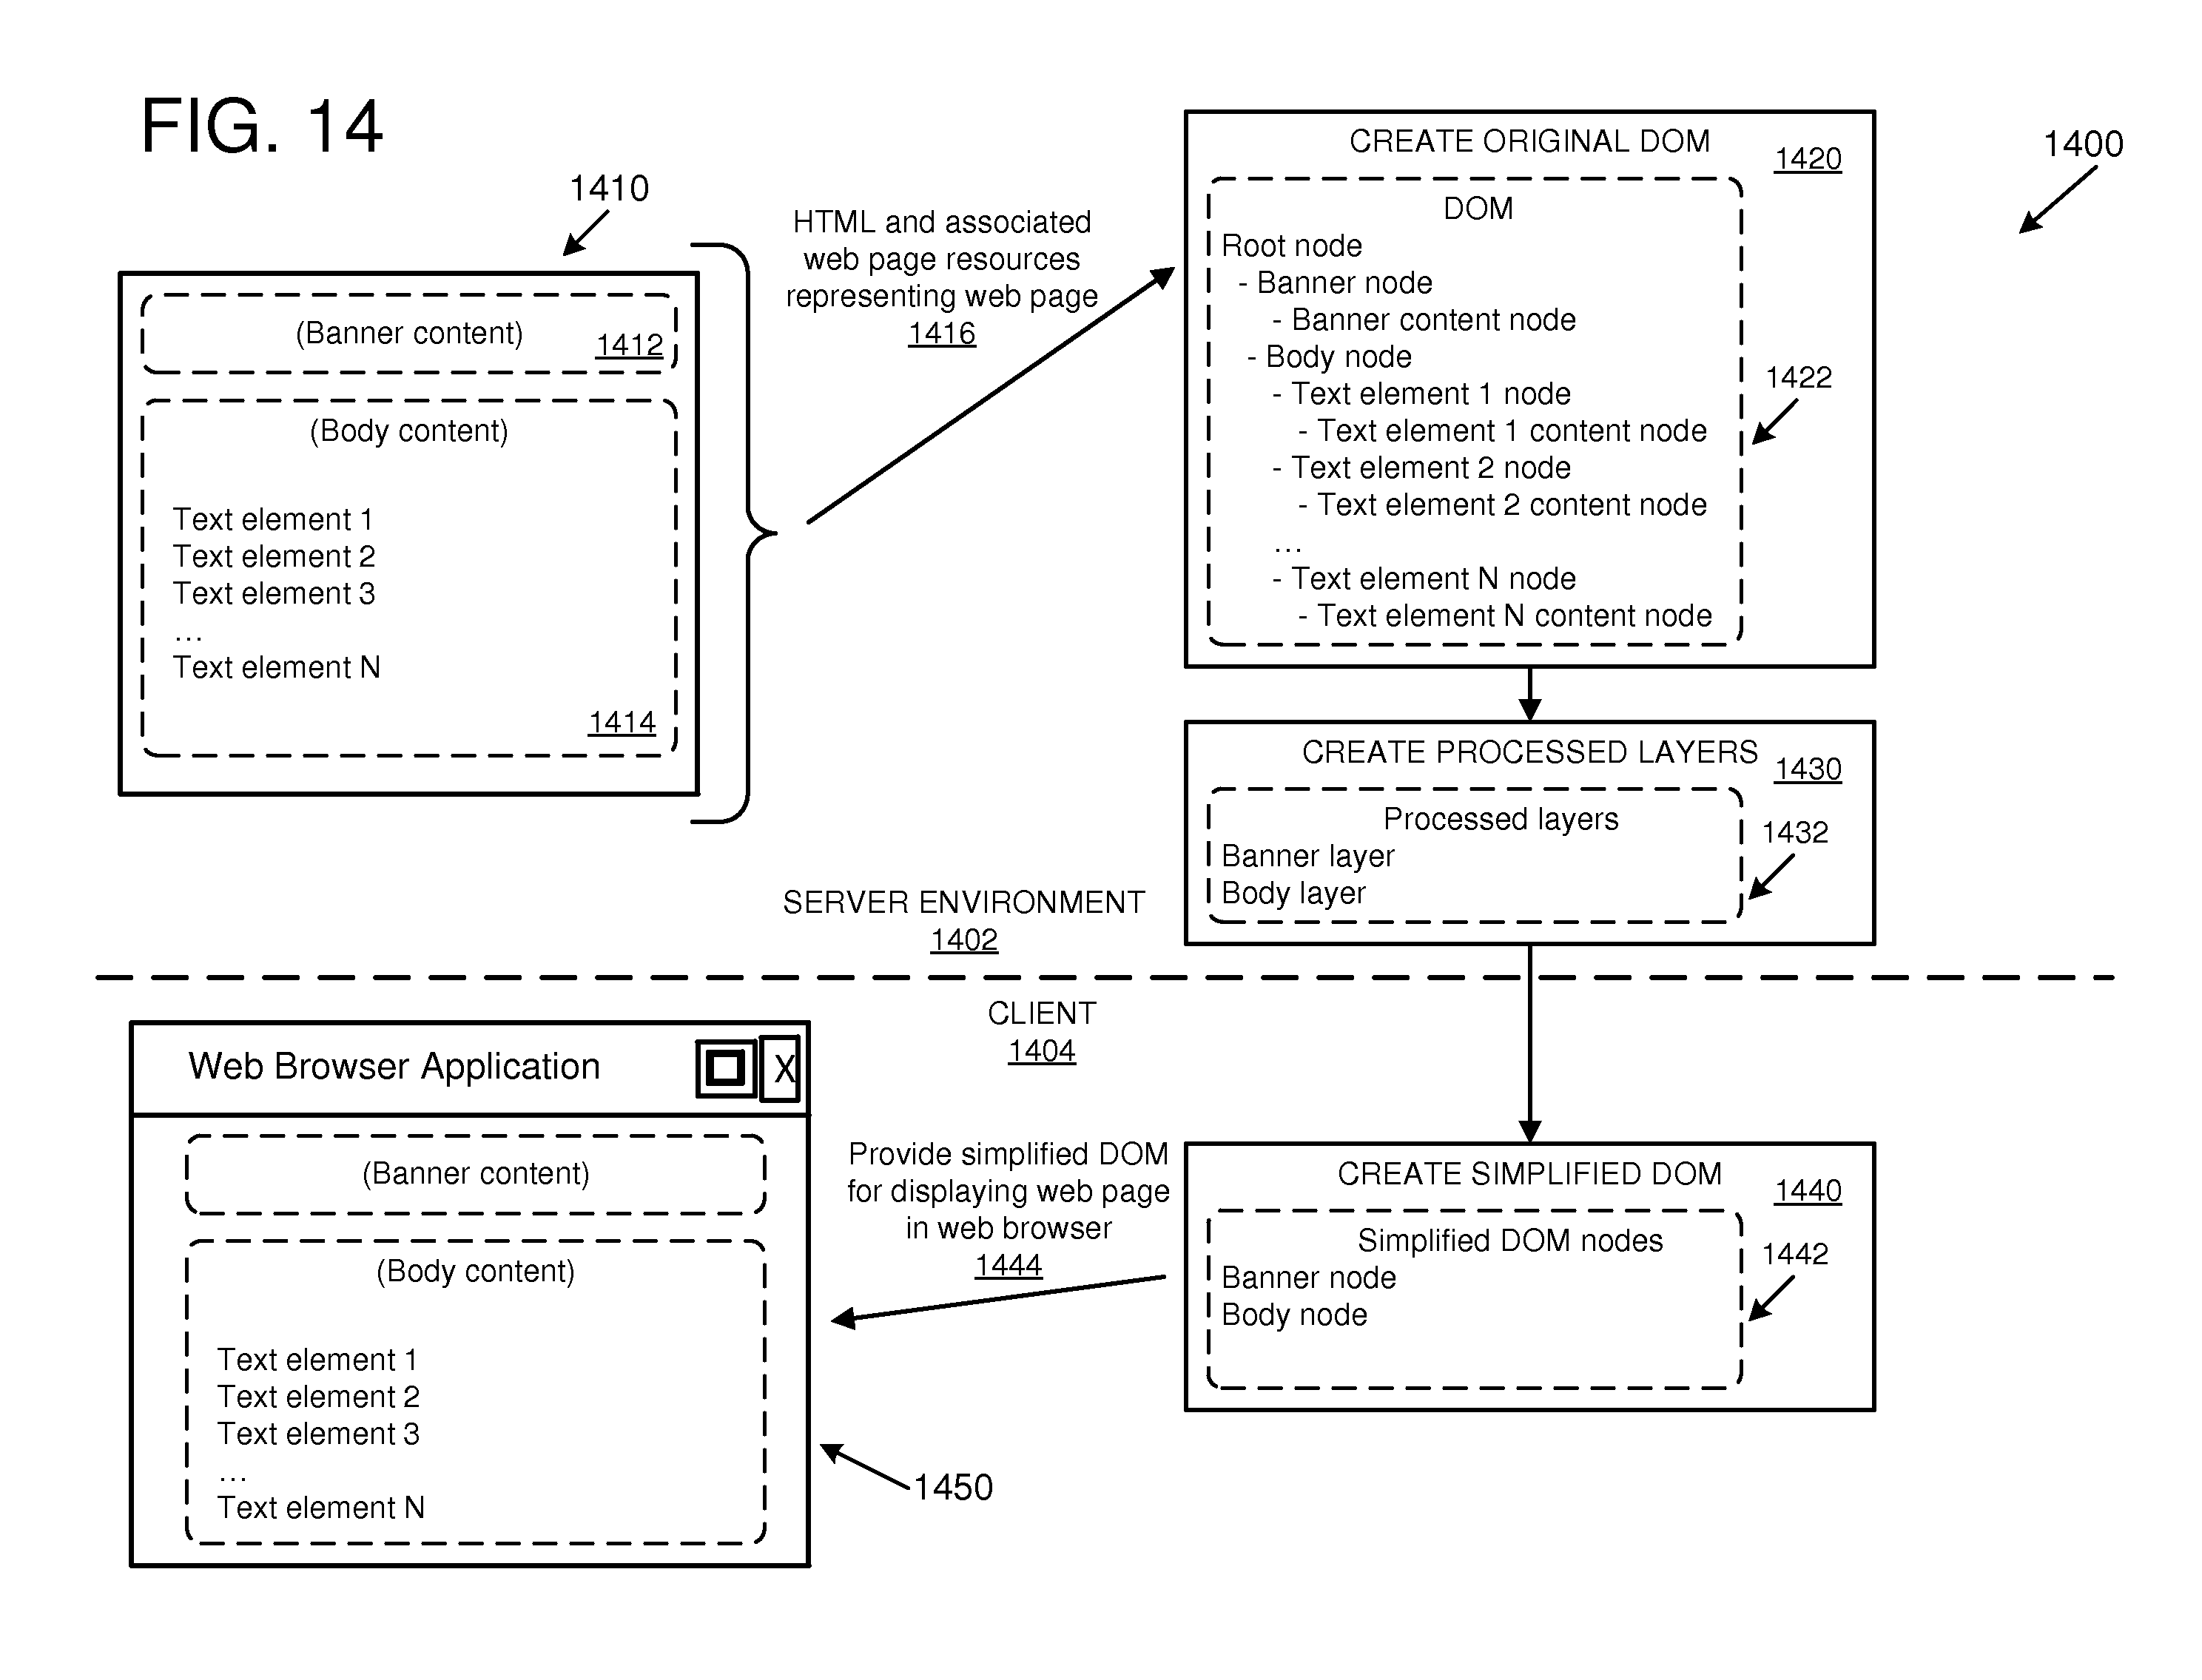 FIG. 14
1400
1410
(Banner content)
1412
(Body content)
Text element 1
Text element 2
Text element 3
...
Text element N
1414
HTML and associated
web page resources
representing web page
1416
CREATE ORIGINAL DOM
1420
DOM
Root node
- Banner node
- Banner content node
- Body node
- Text element 1 node
- Text element 1 content node
- Text element 2 node
- Text element 2 content node
...
- Text element N node
- Text element N content node
1422
CREATE PROCESSED LAYERS
1430
Processed layers
Banner layer
Body layer
1432
SERVER ENVIRONMENT
1402
CLIENT
1404
CREATE SIMPLIFIED DOM
1440
Simplified DOM nodes
Banner node
Body node
1442
Provide simplified DOM
for displaying web page
in web browser
1444
Web Browser Application
X
(Banner content)
(Body content)
Text element 1
Text element 2
Text element 3
...
Text element N
1450